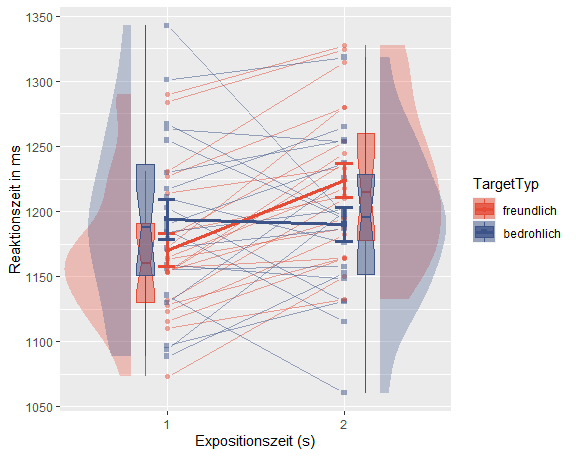 1350
1300
1250
1200
1150
1100
1050
Reaktionszeit in ms
1
2
Expositionszeit (s)
TargetTyp
freundlich
bedrohlich